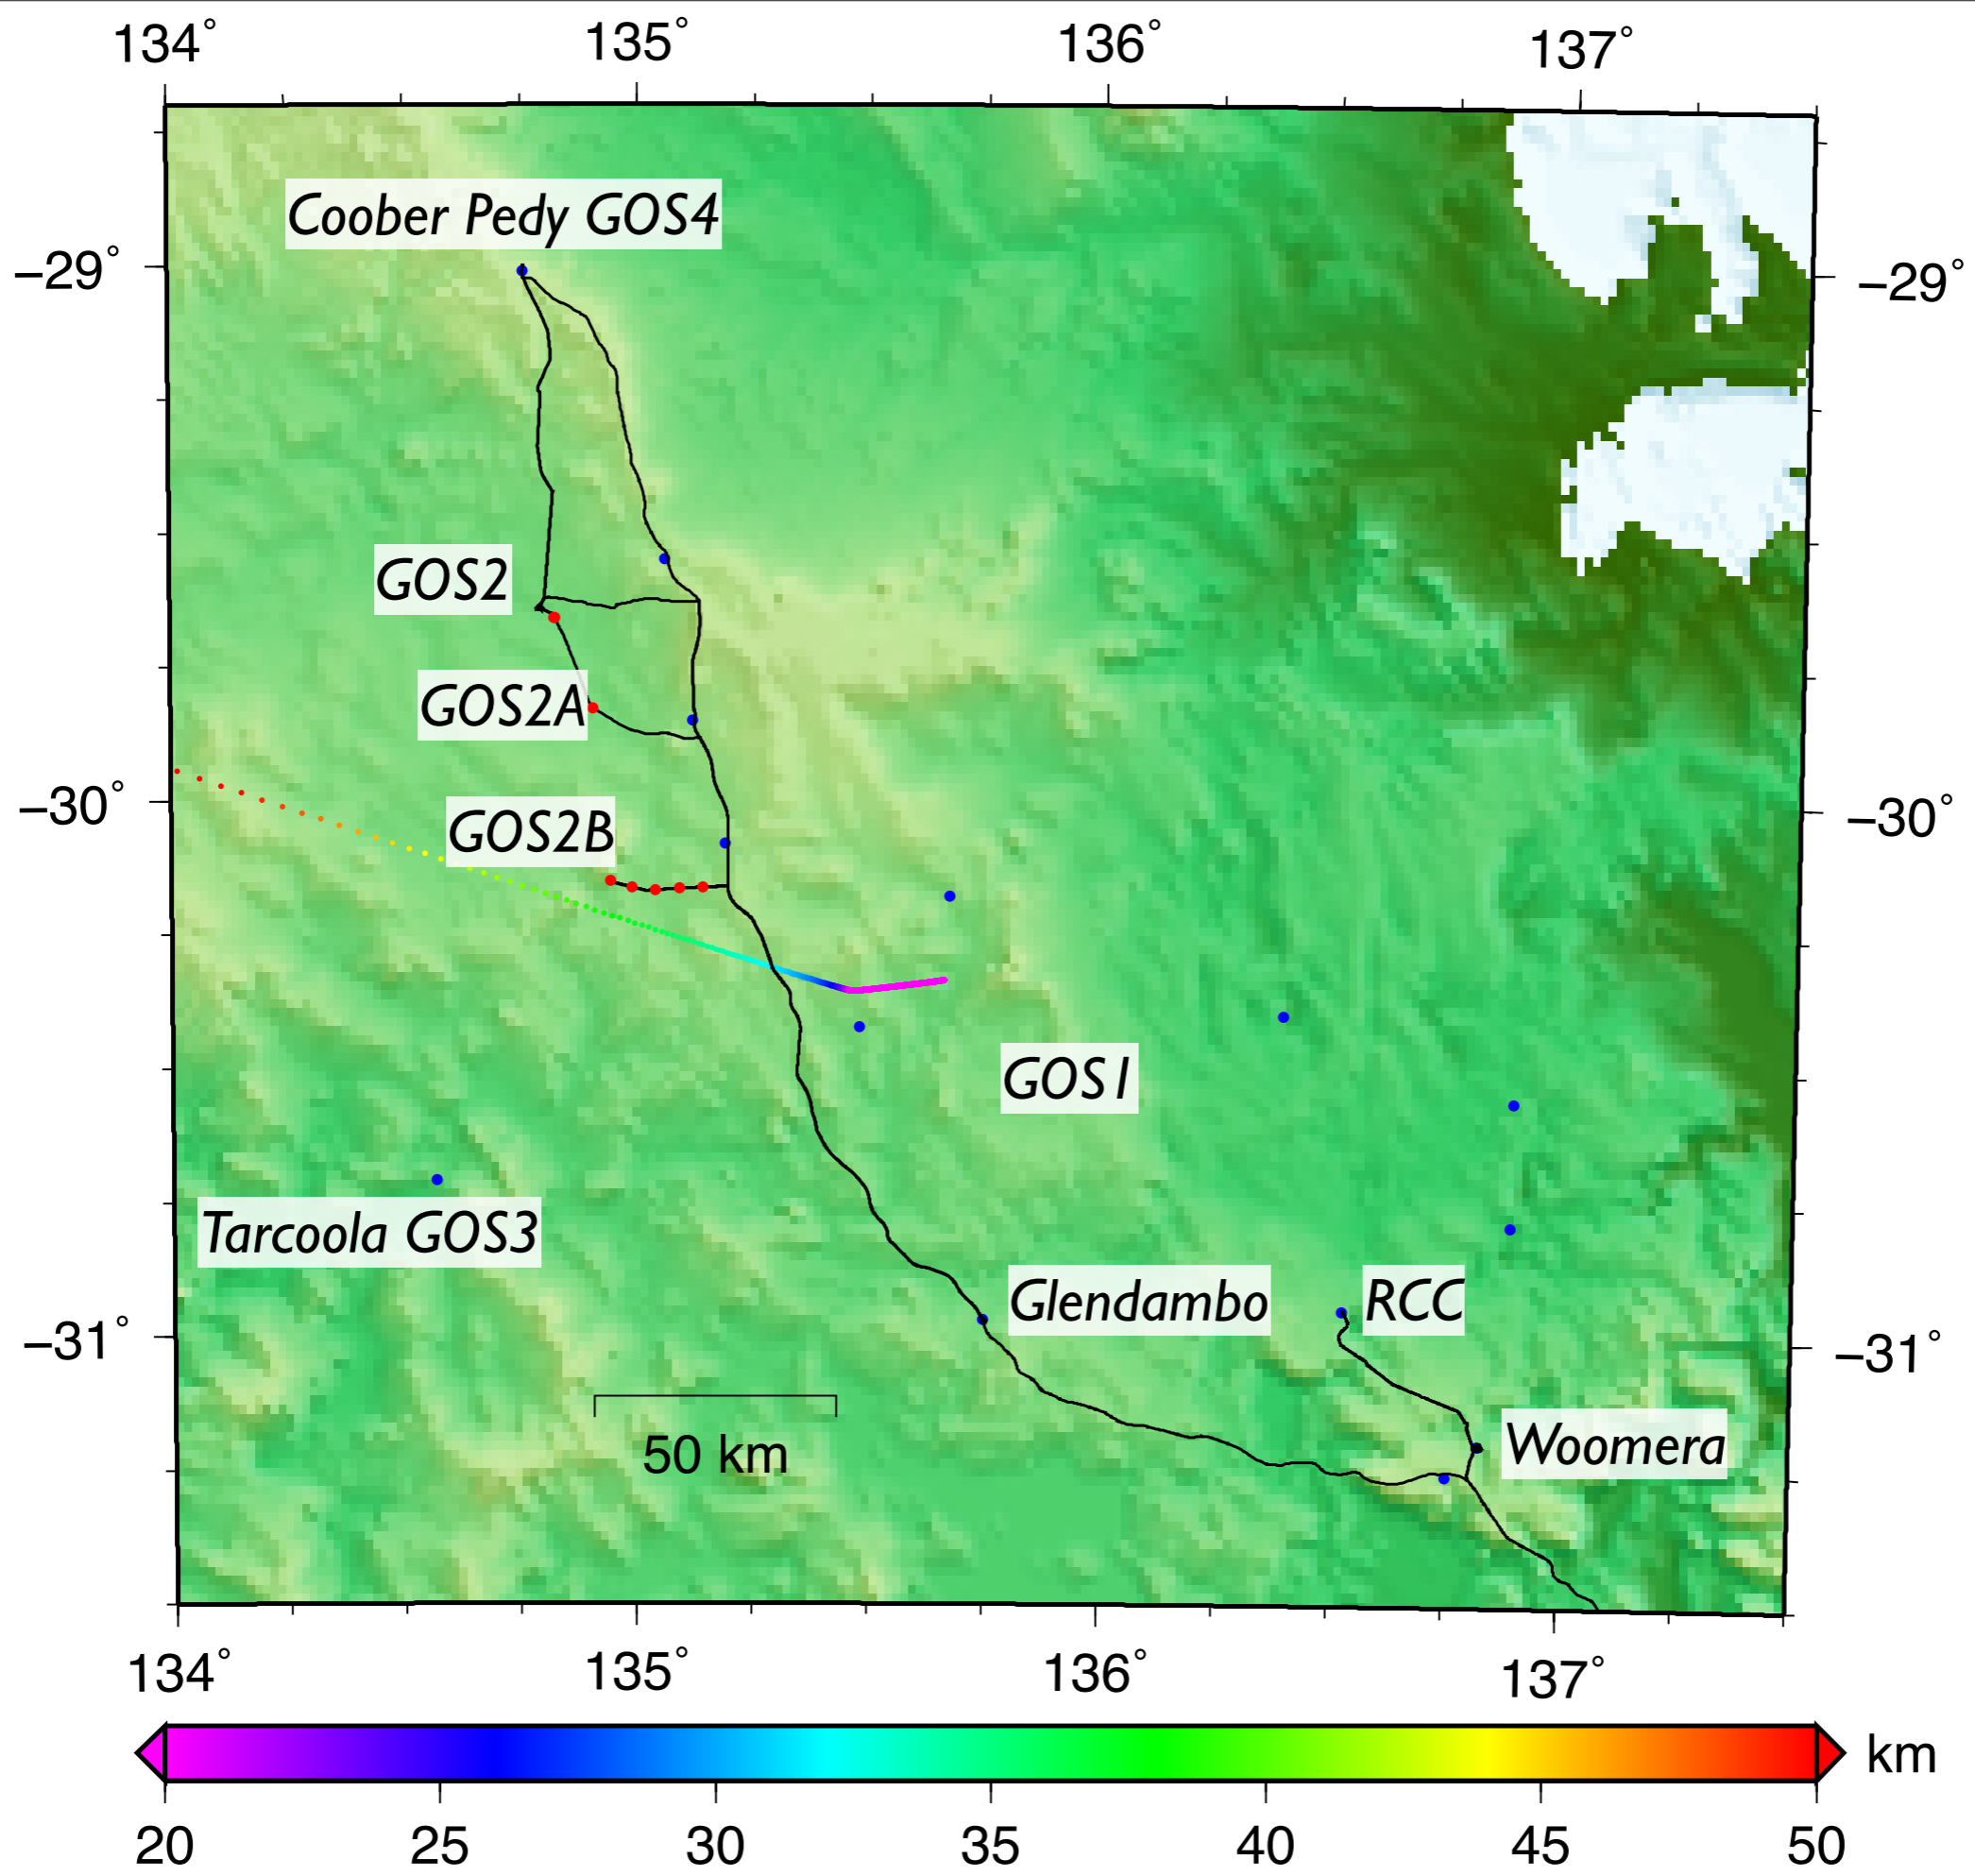 134° 135° 136° 137°
Coober Pedy GOS4
−29° −29°
GOS2
GOS2A
−30° −30°
GOS2B
GOS1
Tarcoola GOS3
Glendambo RCC
−31° −31°
50 km
Woomera
134° 135° 136° 137°
km
20 25 30 35 40 45 50